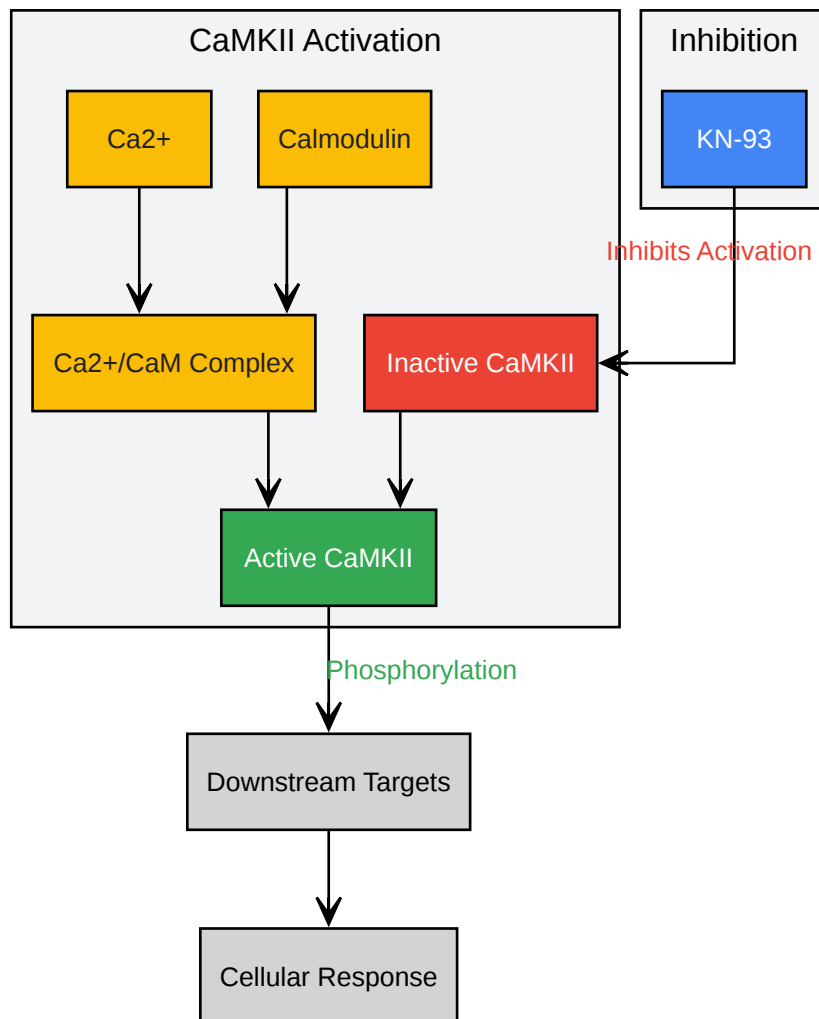 CaMKII Activation
Inhibition
Ca2+
Calmodulin
KN-93
Inhibits Activation
Ca2+/CaM Complex
Inactive CaMKII
Active CaMKII
Phosphorylation
Downstream Targets
Cellular Response